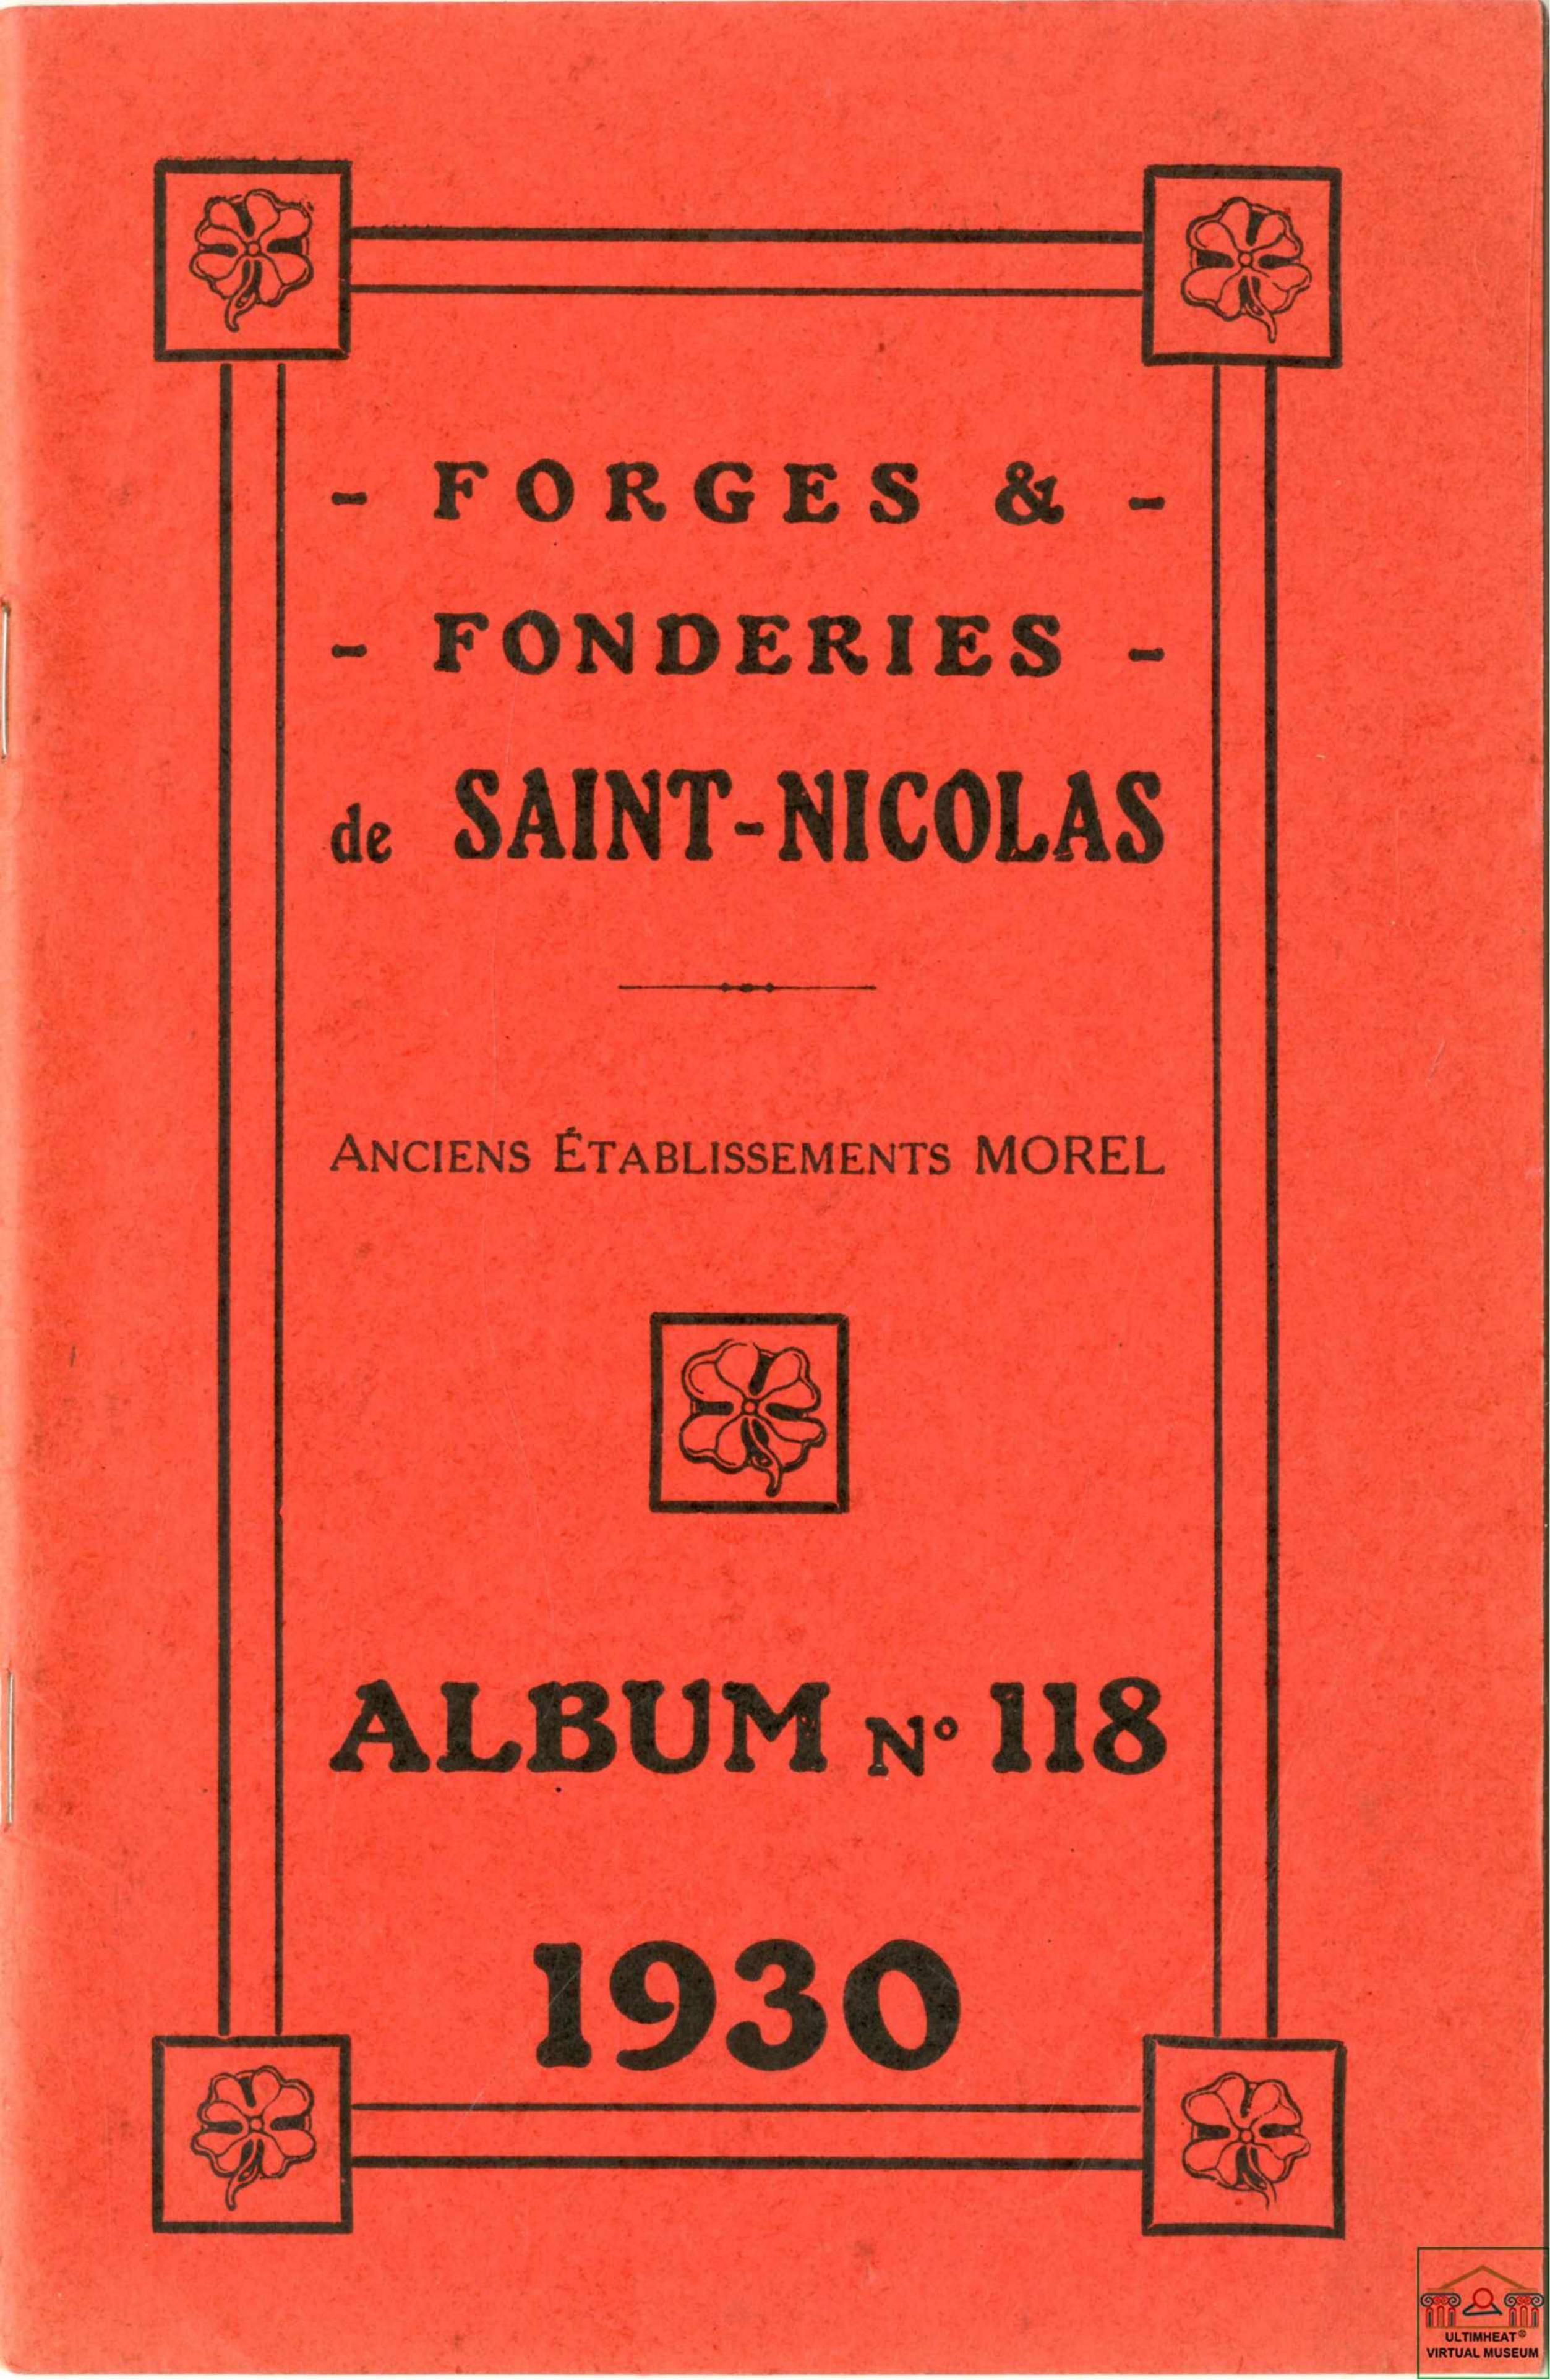 - FORGES & -
- FONDERIES -
de SAINT-NICOLAS
ANCIENS ÉTABLISSEMENTS MOREL
ALBUM N° 118
1930
ULTIMHEAT®
VIRTUAL MUSEUM